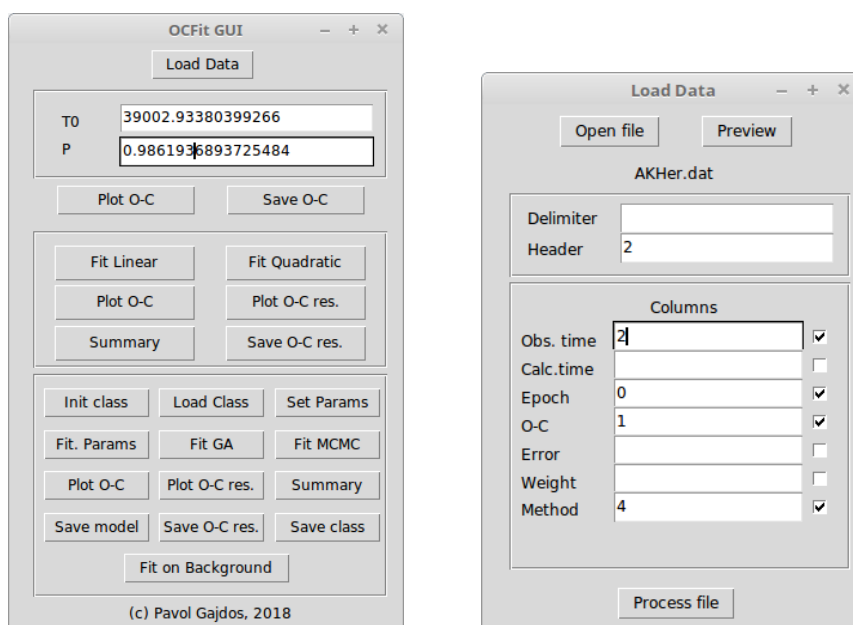 OCFit GUI
Load Data
T0 39002.93380399266
P 0.9861936893725484
Plot O-C Save O-C
Fit Linear Fit Quadratic
Plot O-C Plot O-C res.
Summary Save O-C res.
Init class Load Class Set Params
Fit. Params Fit GA Fit MCMC
Plot O-C Plot O-C res. Summary
Save model Save O-C res. Save class
Fit on Background
(c) Pavol Gajdos, 2018
Load Data
Open file Preview
AKHer.dat
Delimiter
Header 2
Columns
Obs. time 2
Calc.time
Epoch 0
O-C 1
Error
Weight
Method 4
Process file